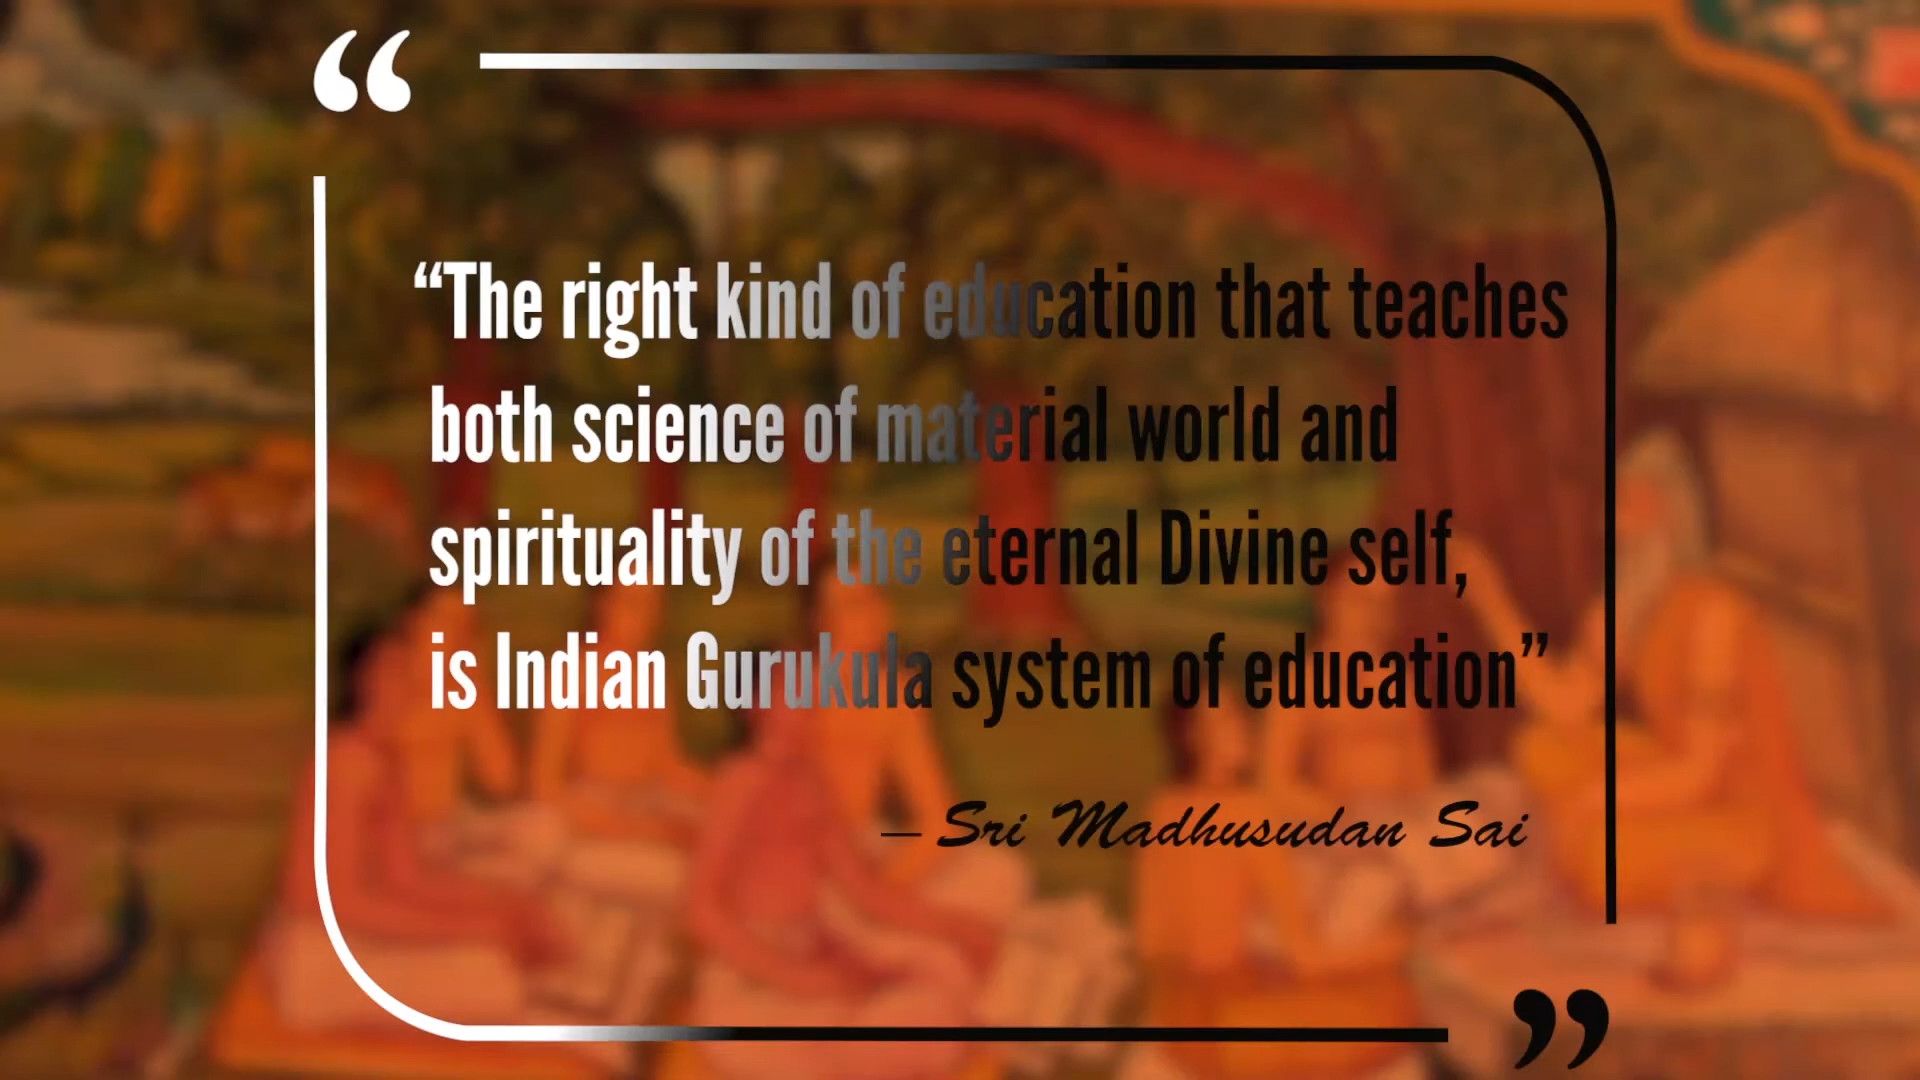 “The right kind of education that teaches
both science of material world and
spirituality of the eternal Divine self,
is Indian Gurukula system of education”
— Sri Madhusudan Sai